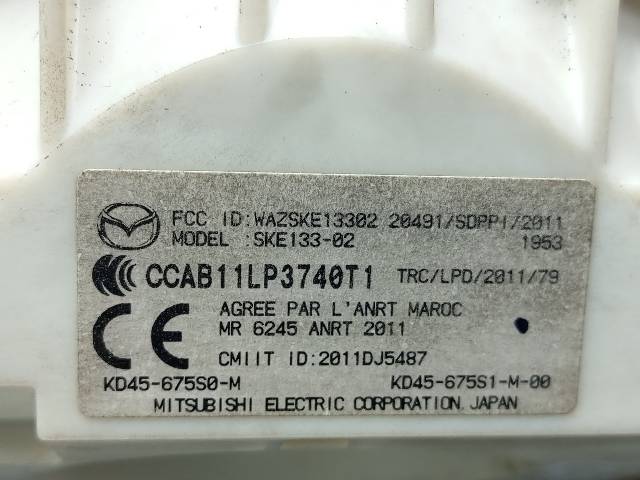 FCC ID:WAZSKE13302 20491/SDPPI/2011
MODEL :SKE133-02 1953
CCAB11LP3740T1 TRC/LPD/2011/79
AGREE PAR L'ANRT MAROC
MR 6245 ANRT 2011
CE
CMIIT ID:2011DJ5487
KD45-675S0-M KD45-675S1-M-00
MITSUBISHI ELECTRIC CORPORATION.JAPAN